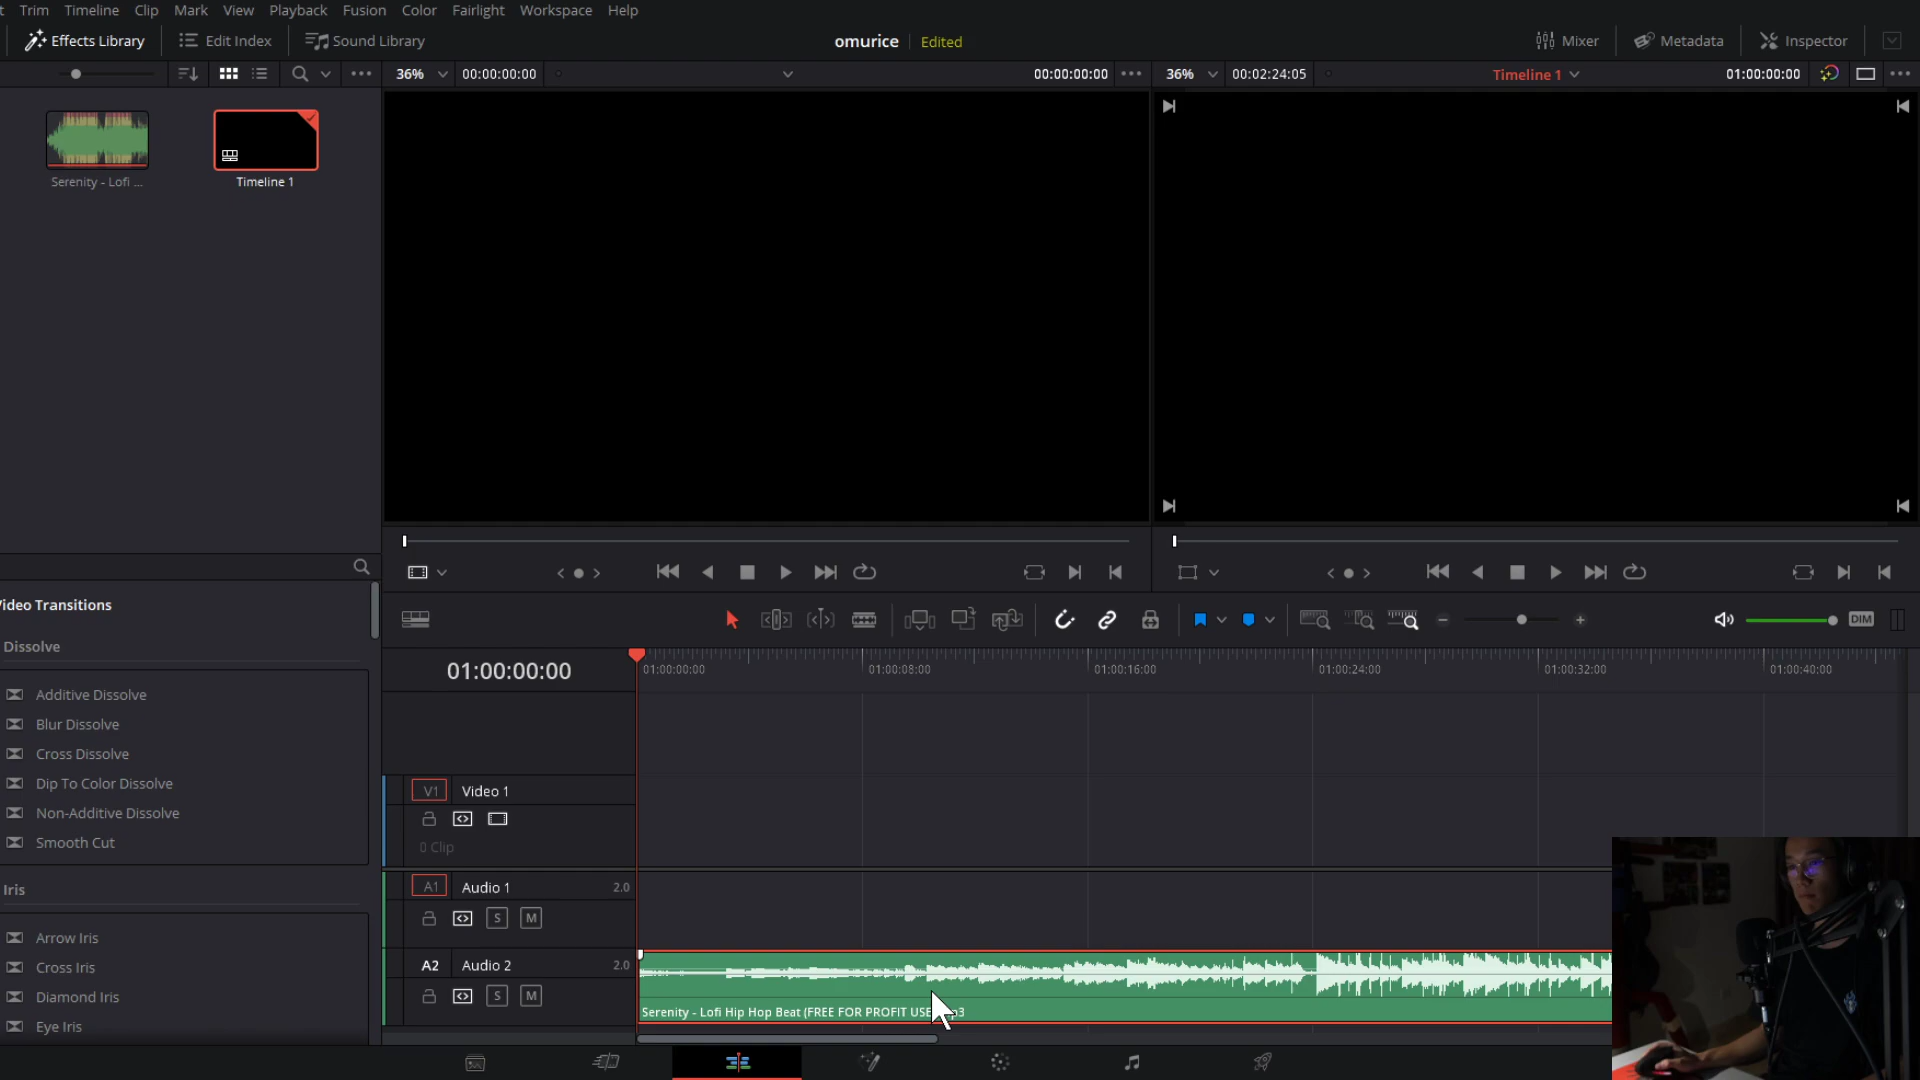 t Trim Timeline Clip Mark View Playback Fusion Color Fairlight Workspace Help
Effects Library Edit Index Sound Library omurice Edited Mixer Metadata Inspector
36% 00:00:00:00 00:00:00:00 36% 00:02:24:05 Timeline 1 01:00:00:00
Serenity - Lofi ... Timeline 1
DIM
01:00:00:00
01:00:00:00 01:00:08:00 01:00:16:00 01:00:24:00 01:00:32:00 01:00:40:00
ideo Transitions
Dissolve
Additive Dissolve
Blur Dissolve
Cross Dissolve
Dip To Color Dissolve
Non-Additive Dissolve
Smooth Cut
Iris
Arrow Iris
Cross Iris
Diamond Iris
Eye Iris
V1 Video 1
0 Clip
A1 Audio 1 2.0
S M
A2 Audio 2 2.0
S M
Serenity - Lofi Hip Hop Beat (FREE FOR PROFIT USE p3